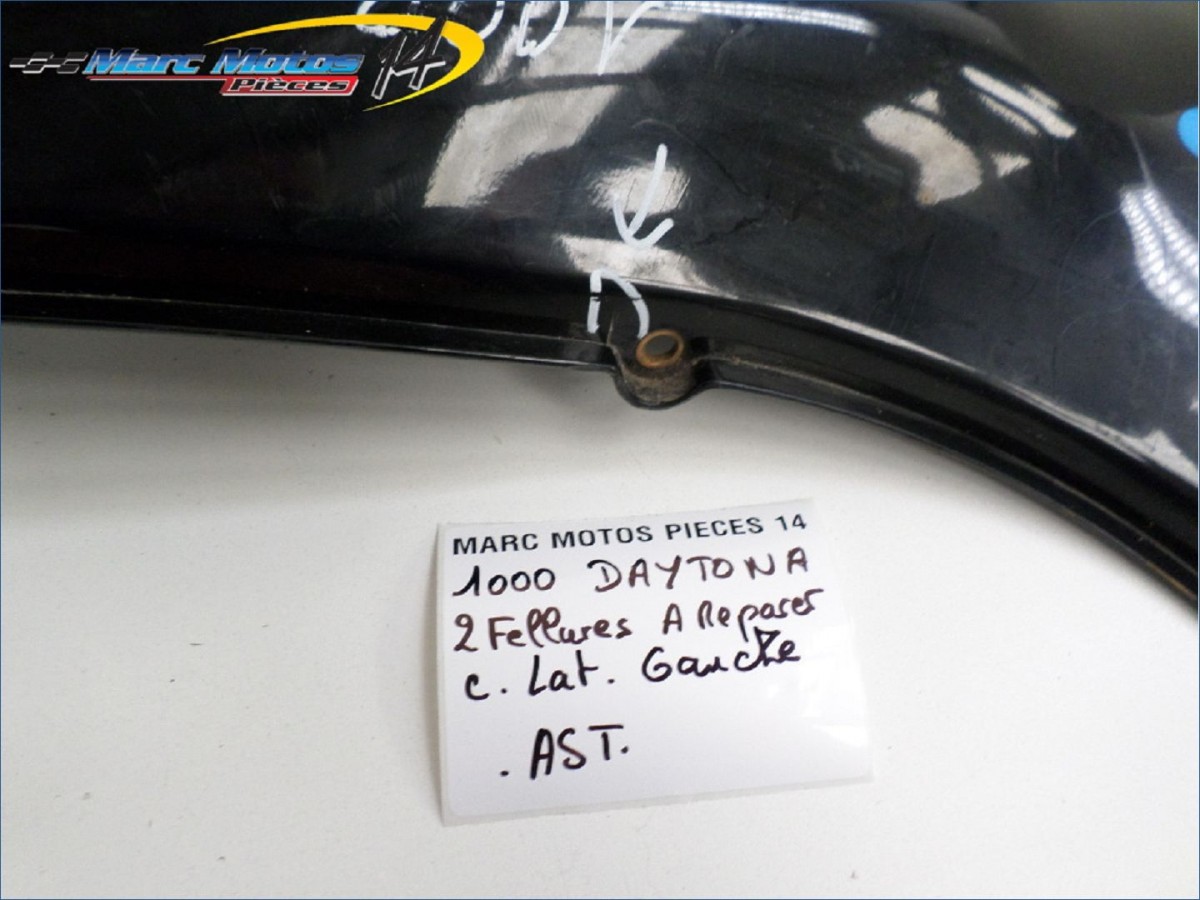 Marc Motos 14
Pièces
MARC MOTOS PIECES 14
1000 DAYTONA
2 Fellures A Reparer
c. Lat. Gauche
. AST.